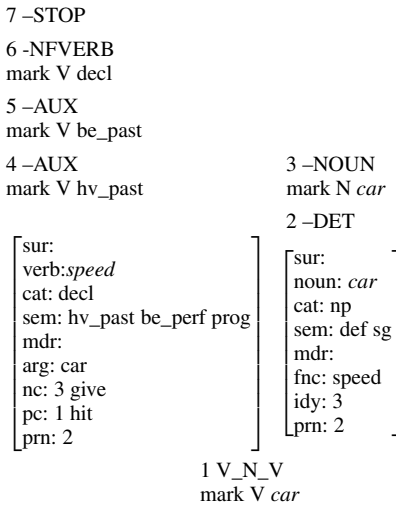 7 –STOP
6 -NFVERB
mark V decl
5 –AUX
mark V be_past
4 –AUX
mark V hv_past
3 –NOUN
mark N car
2 –DET
sur:
verb:speed
cat: decl
sem: hv_past be_perf prog
mdr:
arg: car
nc: 3 give
pc: 1 hit
prn: 2
sur:
noun: car
cat: np
sem: def sg
mdr:
fnc: speed
idy: 3
prn: 2
1 V_N_V
mark V car